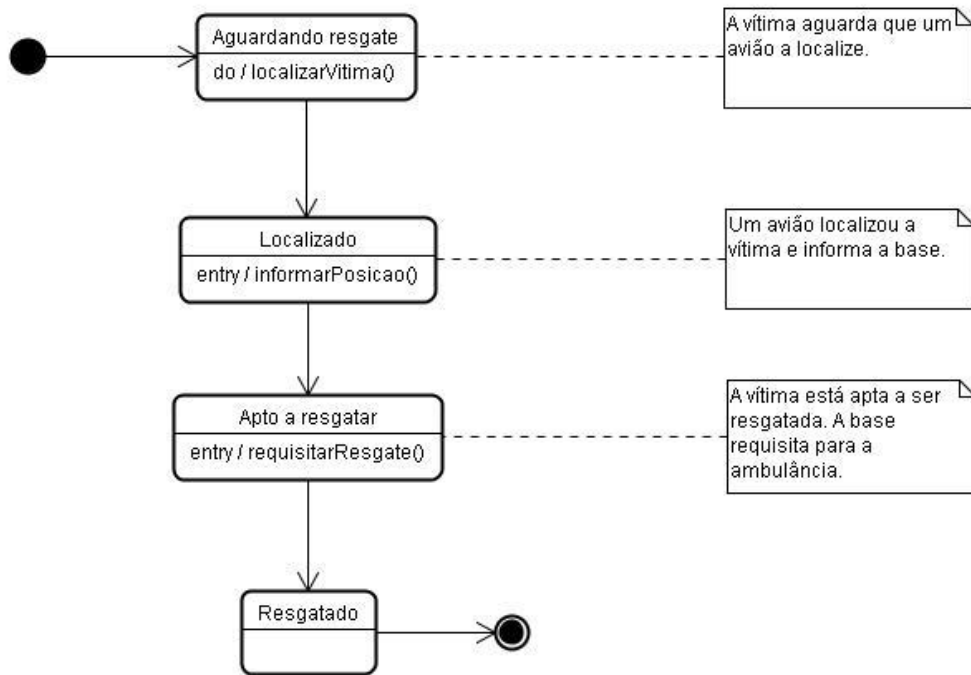 Aguardando resgate
do / localizarVitima()
A vítima aguarda que um
avião a localize.
Localizado
entry / informarPosicao()
Um avião localizou a
vítima e informa a base.
Apto a resgatar
entry / requisitarResgate()
A vítima está apta a ser
resgatada. A base
requisita para a
ambulância.
Resgatado